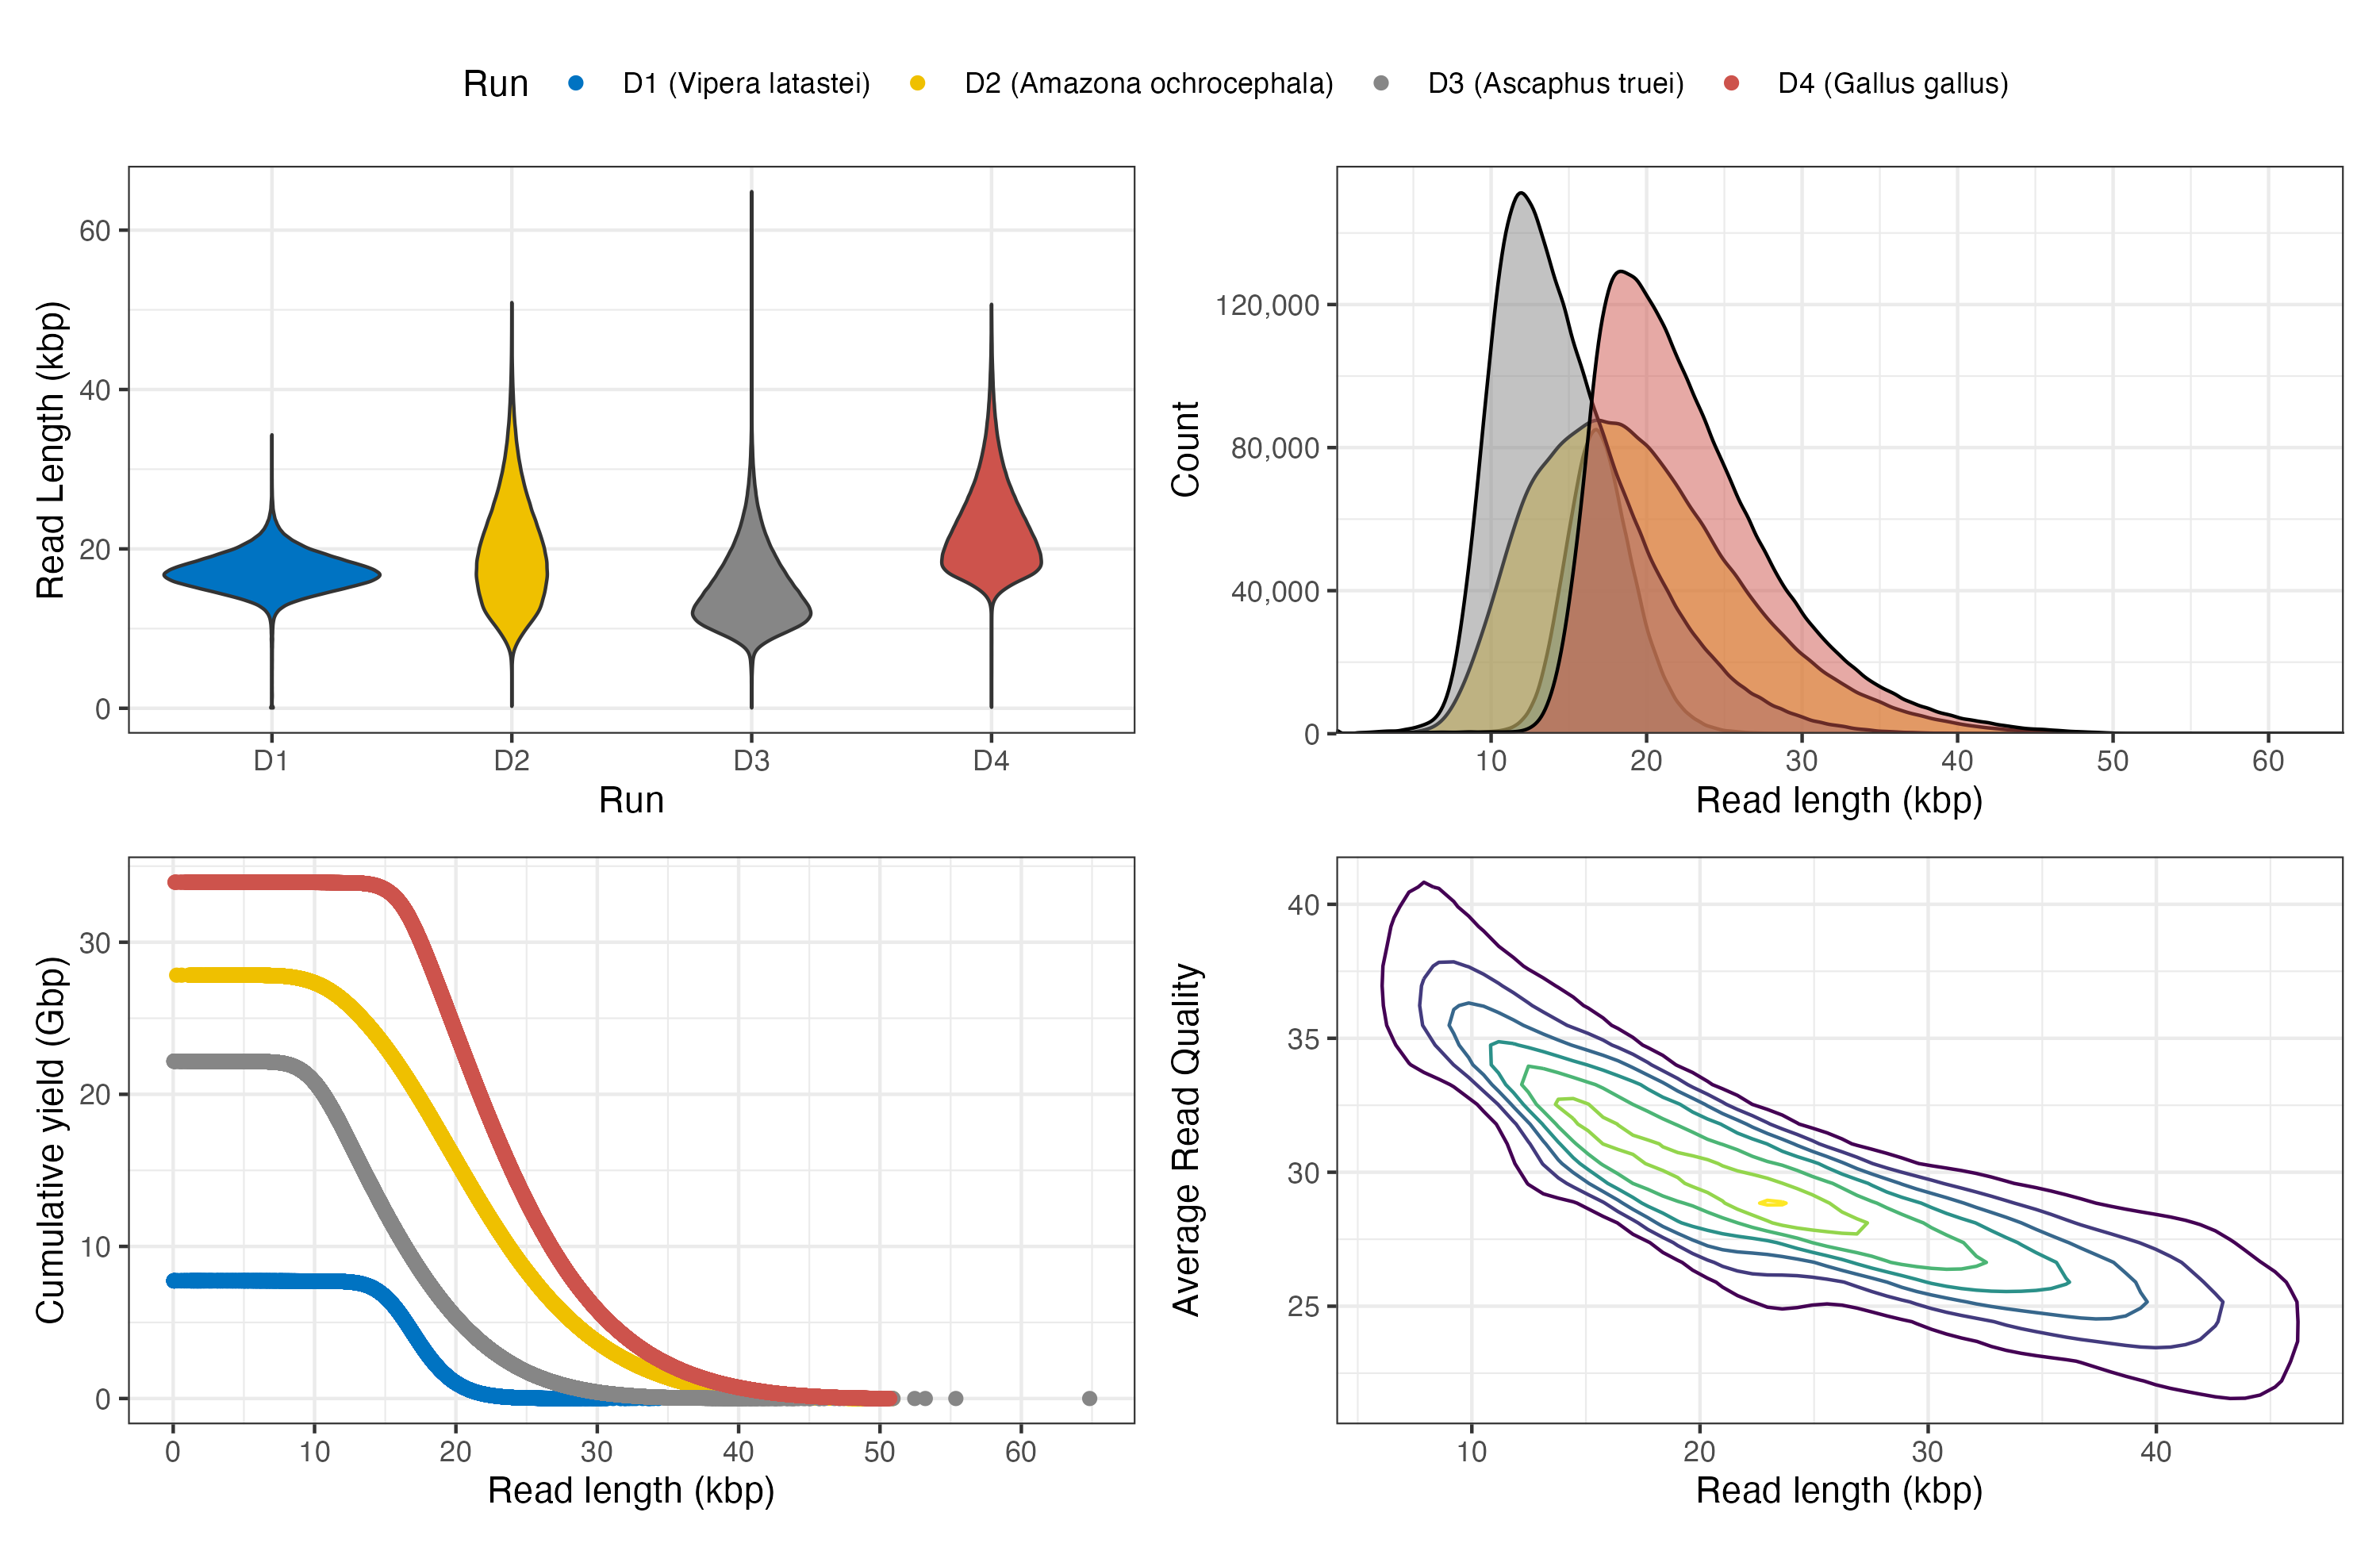 Run D1 (Vipera latastei) D2 (Amazona ochrocephala) D3 (Ascaphus truei) D4 (Gallus gallus)
Read Length (kbp)
60
40
20
0
D1 D2 D3 D4
Run
Count
120,000
80,000
40,000
0
10 20 30 40 50 60
Read length (kbp)
Cumulative yield (Gbp)
30
20
10
0
0 10 20 30 40 50 60
Read length (kbp)
Average Read Quality
40
35
30
25
10 20 30 40
Read length (kbp)